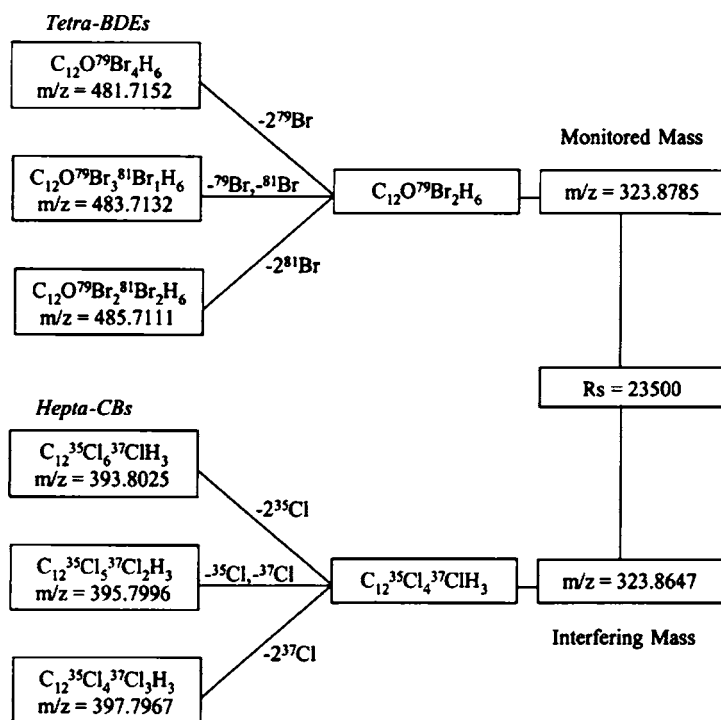 Tetra-BDEs
C₁₂O⁷⁹Br₄H₆
m/z = 481.7152
-2⁷⁹Br
Monitored Mass
C₁₂O⁷⁹Br₃⁸¹Br₁H₆
m/z = 483.7132
-⁷⁹Br,-⁸¹Br
C₁₂O⁷⁹Br₂H₆
m/z = 323.8785
-2⁸¹Br
C₁₂O⁷⁹Br₂⁸¹Br₂H₆
m/z = 485.7111
Rs = 23500
Hepta-CBs
C₁₂³⁵Cl₆³⁷ClH₃
m/z = 393.8025
-2³⁵Cl
C₁₂³⁵Cl₅³⁷Cl₂H₃
m/z = 395.7996
-³⁵Cl,-³⁷Cl
C₁₂³⁵Cl₄³⁷ClH₃
m/z = 323.8647
Interfering Mass
-2³⁷Cl
C₁₂³⁵Cl₄³⁷Cl₃H₃
m/z = 397.7967